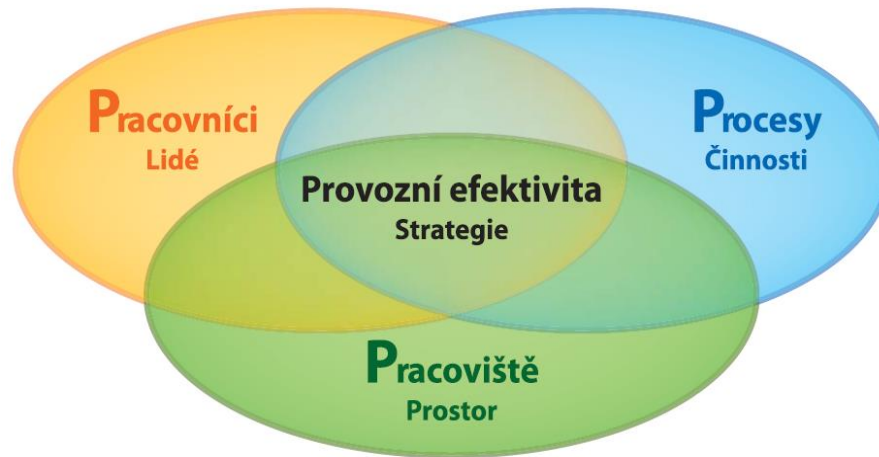 Pracovníci
Lidé
Procesy
Činnosti
Provozní efektivita
Strategie
Pracoviště
Prostor